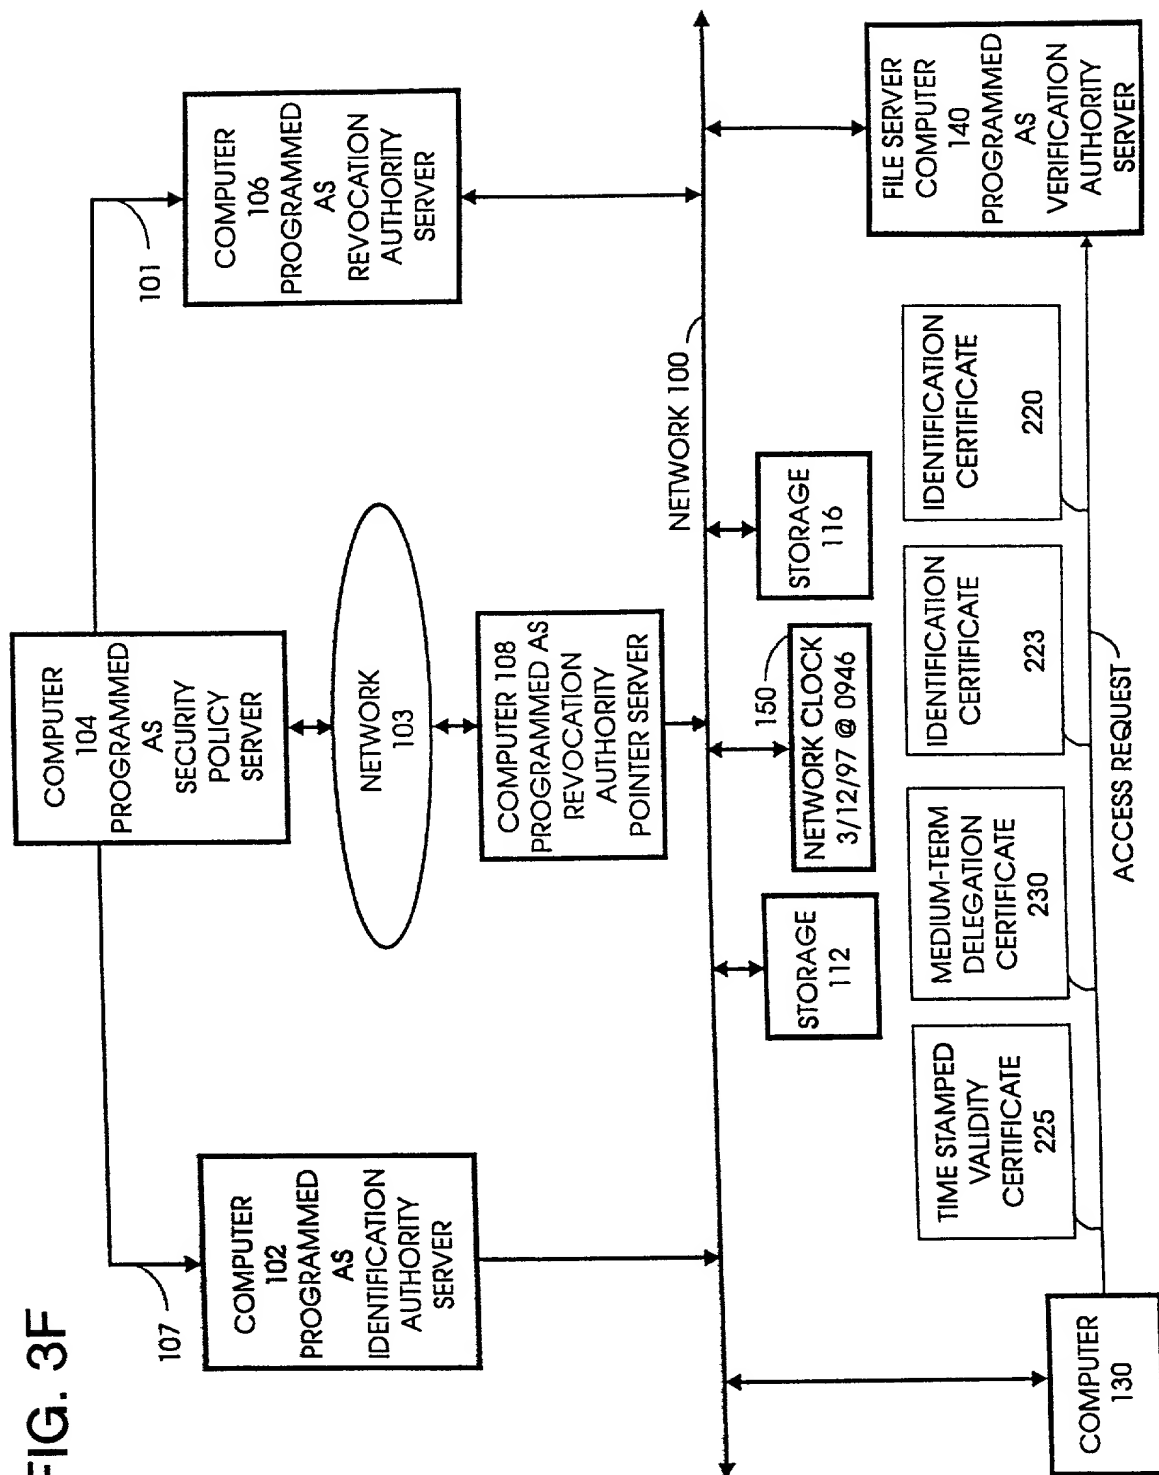 FIG. 3F
COMPUTER
104
PROGRAMMED
AS
SECURITY
POLICY
SERVER
107
101
COMPUTER
102
PROGRAMMED
AS
IDENTIFICATION
AUTHORITY
SERVER
NETWORK
103
COMPUTER
106
PROGRAMMED
AS
REVOCATION
AUTHORITY
SERVER
COMPUTER 108
PROGRAMMED AS
REVOCATION
AUTHORITY
POINTER SERVER
NETWORK 100
STORAGE
112
150
NETWORK CLOCK
3/12/97 @ 0946
STORAGE
116
FILE SERVER
COMPUTER
140
PROGRAMMED
AS
VERIFICATION
AUTHORITY
SERVER
TIME STAMPED
VALIDITY
CERTIFICATE
225
MEDIUM-TERM
DELEGATION
CERTIFICATE
230
IDENTIFICATION
CERTIFICATE
223
IDENTIFICATION
CERTIFICATE
220
COMPUTER
130
ACCESS REQUEST